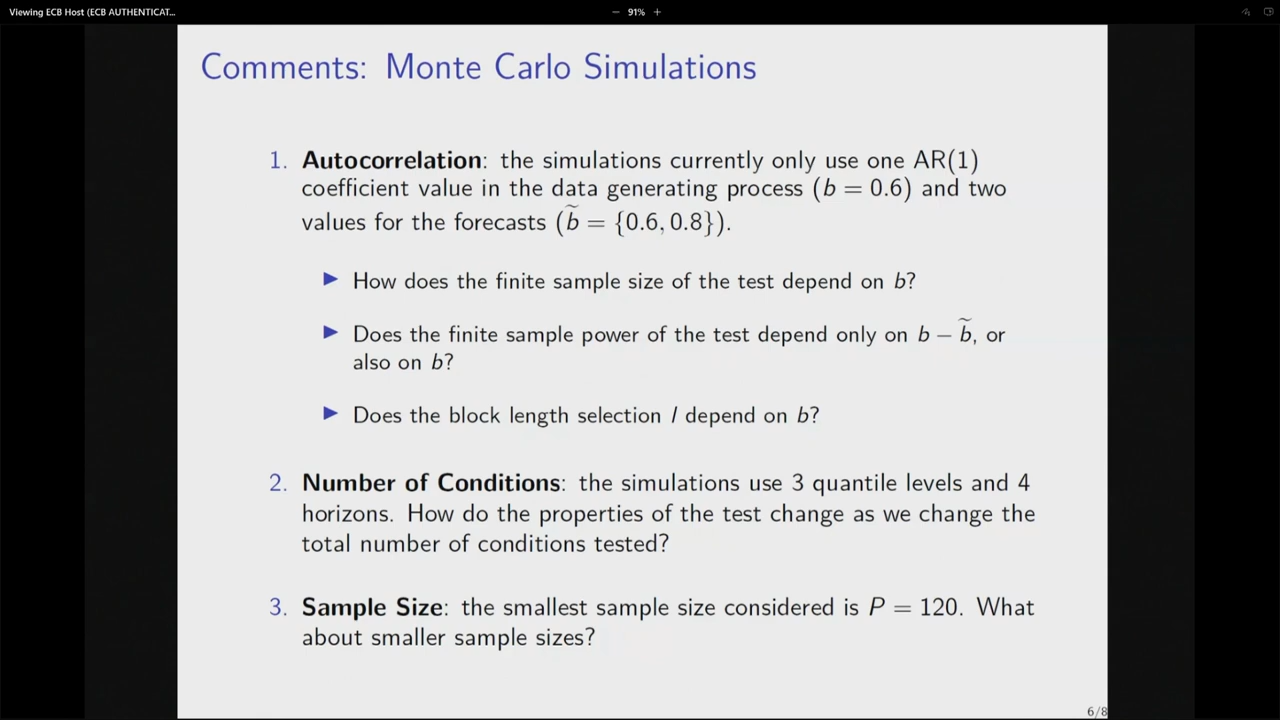 Viewing ECB Host (ECB AUTHENTICAT...
− 91% +
Comments: Monte Carlo Simulations
1. Autocorrelation: the simulations currently only use one AR(1)
coefficient value in the data generating process (b = 0.6) and two
values for the forecasts (b̃ = {0.6, 0.8}).
▶ How does the finite sample size of the test depend on b?
▶ Does the finite sample power of the test depend only on b − b̃, or
also on b?
▶ Does the block length selection l depend on b?
2. Number of Conditions: the simulations use 3 quantile levels and 4
horizons. How do the properties of the test change as we change the
total number of conditions tested?
3. Sample Size: the smallest sample size considered is P = 120. What
about smaller sample sizes?
6/8